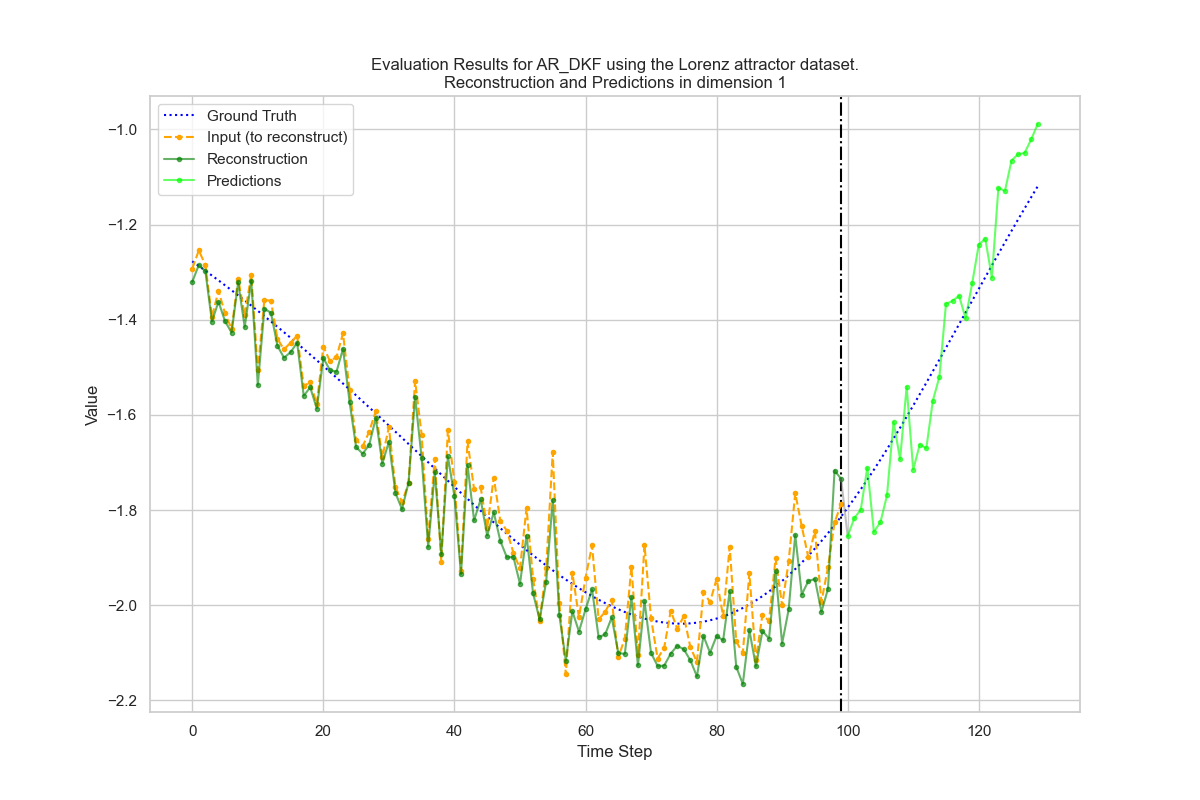 Evaluation Results for AR_DKF using the Lorenz attractor dataset.
Reconstruction and Predictions in dimension 1
Ground Truth
Input (to reconstruct)
Reconstruction
Predictions
−1.0
−1.2
−1.4
−1.6
−1.8
−2.0
−2.2
Value
0 20 40 60 80 100 120
Time Step